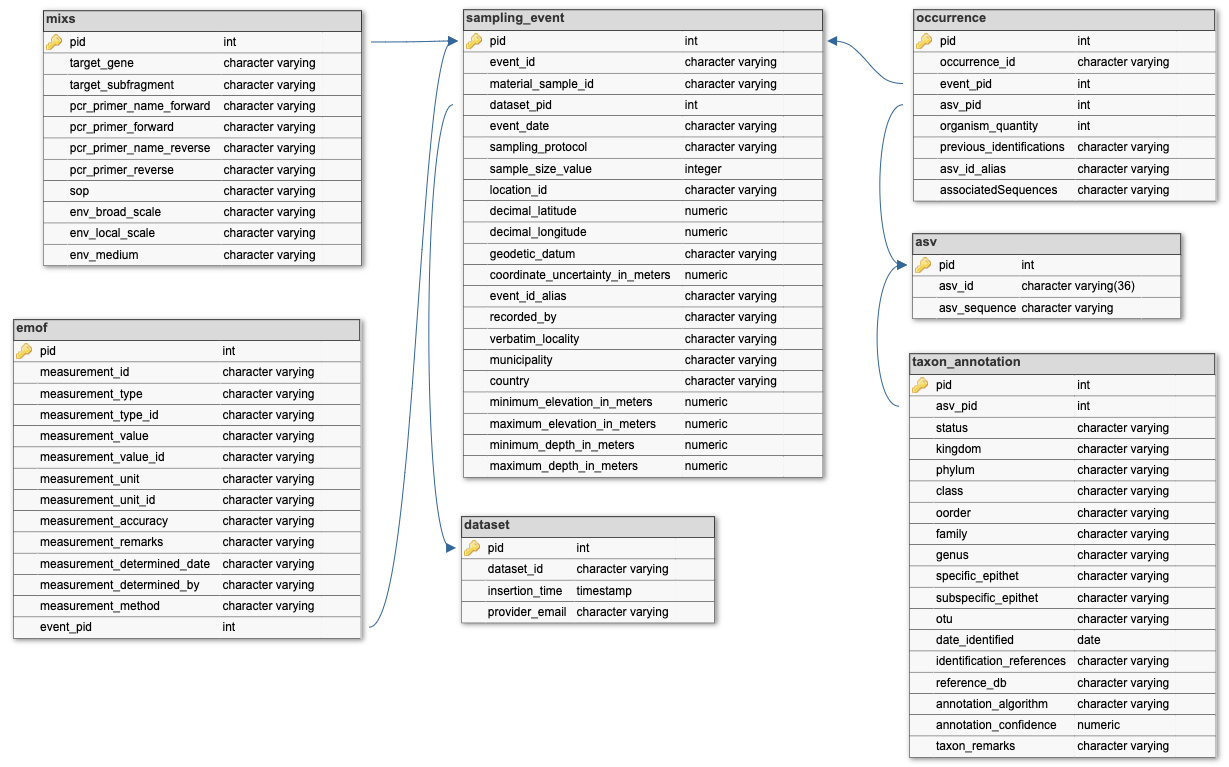 mixs
pid int
target_gene character varying
target_subfragment character varying
pcr_primer_name_forward character varying
pcr_primer_forward character varying
pcr_primer_name_reverse character varying
pcr_primer_reverse character varying
sop character varying
env_broad_scale character varying
env_local_scale character varying
env_medium character varying
emof
pid int
measurement_id character varying
measurement_type character varying
measurement_type_id character varying
measurement_value character varying
measurement_value_id character varying
measurement_unit character varying
measurement_unit_id character varying
measurement_accuracy character varying
measurement_remarks character varying
measurement_determined_date character varying
measurement_determined_by character varying
measurement_method character varying
event_pid int
sampling_event
pid int
event_id character varying
material_sample_id character varying
dataset_pid int
event_date character varying
sampling_protocol character varying
sample_size_value integer
location_id character varying
decimal_latitude numeric
decimal_longitude numeric
geodetic_datum character varying
coordinate_uncertainty_in_meters numeric
event_id_alias character varying
recorded_by character varying
verbatim_locality character varying
municipality character varying
country character varying
minimum_elevation_in_meters numeric
maximum_elevation_in_meters numeric
minimum_depth_in_meters numeric
maximum_depth_in_meters numeric
dataset
pid int
dataset_id character varying
insertion_time timestamp
provider_email character varying
occurrence
pid int
occurrence_id character varying
event_pid int
asv_pid int
organism_quantity int
previous_identifications character varying
asv_id_alias character varying
associatedSequences character varying
asv
pid int
asv_id character varying(36)
asv_sequence character varying
taxon_annotation
pid int
asv_pid int
status character varying
kingdom character varying
phylum character varying
class character varying
oorder character varying
family character varying
genus character varying
specific_epithet character varying
subspecific_epithet character varying
otu character varying
date_identified date
identification_references character varying
reference_db character varying
annotation_algorithm character varying
annotation_confidence numeric
taxon_remarks character varying